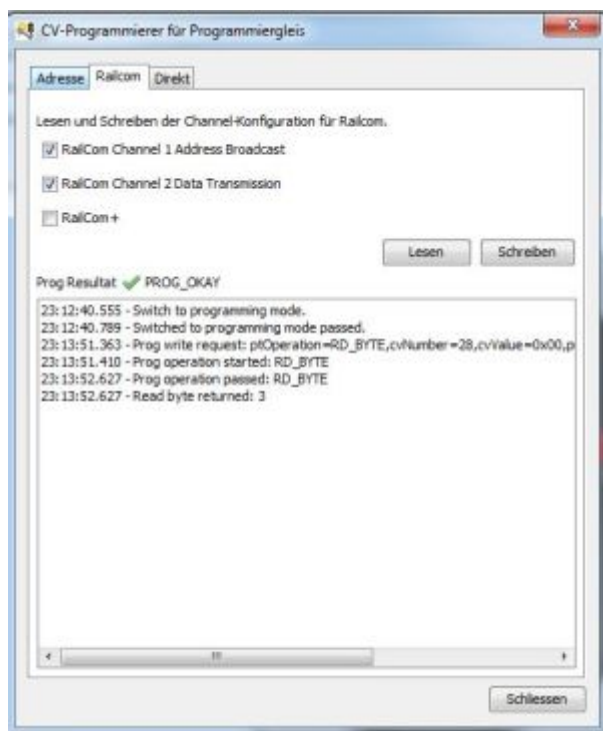 CV-Programmierer für Programmiergleis
Adresse Railcom Direkt
Lesen und Schreiben der Channel-Konfiguration für Railcom.
RailCom Channel 1 Address Broadcast
RailCom Channel 2 Data Transmission
RailCom+
Lesen Schreiben
Prog Resultat PROG_OKAY
23:12:40.555 - Switch to programming mode.
23:12:40.789 - Switched to programming mode passed.
23:13:51.363 - Prog write request: ptOperation=RD_BYTE,cvNumber=28,cvValue=0x00,p
23:13:51.410 - Prog operation started: RD_BYTE
23:13:52.627 - Prog operation passed: RD_BYTE
23:13:52.627 - Read byte returned: 3
Schliessen